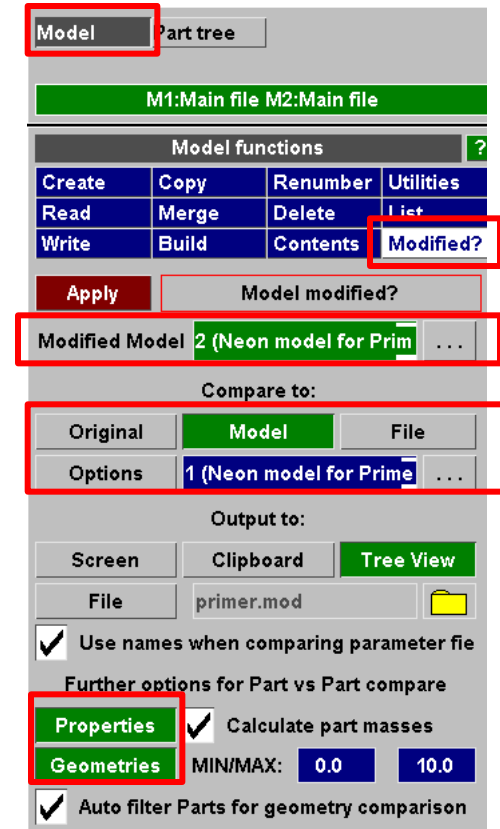 Model Part tree
M1:Main file M2:Main file
Model functions ?
Create Copy Renumber Utilities
Read Merge Delete List
Write Build Contents Modified?
Apply Model modified?
Modified Model 2 (Neon model for Prim ...
Compare to:
Original Model File
Options 1 (Neon model for Prime ...
Output to:
Screen Clipboard Tree View
File primer.mod
Use names when comparing parameter fie
Further options for Part vs Part compare
Properties Calculate part masses
Geometries MIN/MAX: 0.0 10.0
Auto filter Parts for geometry comparison